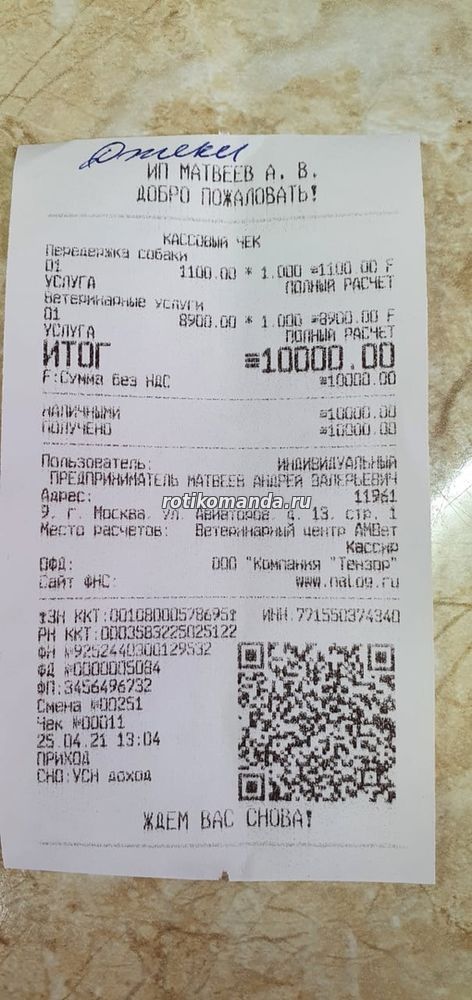 Джеки
ИП МАТВЕЕВ А. В.
ДОБРО ПОЖАЛОВАТЬ!
КАССОВЫЙ ЧЕК
Передержка собаки
01 1100.00 * 1.000 =1100.00 F
УСЛУГА ПОЛНЫЙ РАСЧЕТ
Ветеринарные услуги
01 8900.00 * 1.000 =8900.00 F
УСЛУГА ПОЛНЫЙ РАСЧЕТ
ИТОГ =10000.00
F:Сумма без НДС =10000.00
НАЛИЧНЫМИ =10000.00
ПОЛУЧЕНО =10000.00
Пользователь: ИНДИВИДУАЛЬНЫЙ
ПРЕДПРИНИМАТЕЛЬ МАТВЕЕВ АНДРЕЙ ВАЛЕРЬЕВИЧ
Адрес: 11961
rotikomanda.ru
9, г. Москва, ул. Авиаторов, д. 13, стр. 1
Место расчетов: Ветеринарный центр АМВет
Кассир
ОФД: ООО "Компания "Тензор"
Сайт ФНС: www.nalog.ru
ЗН ККТ:00108000578695 ИНН:771550374340
РН ККТ:0003583225025122
ФН №9252440300129532
ФД №0000005084
ФП:3456496732
Смена №00251
Чек №00011
25.04.21 13:04
ПРИХОД
СНО:УСН доход
ЖДЕМ ВАС СНОВА!